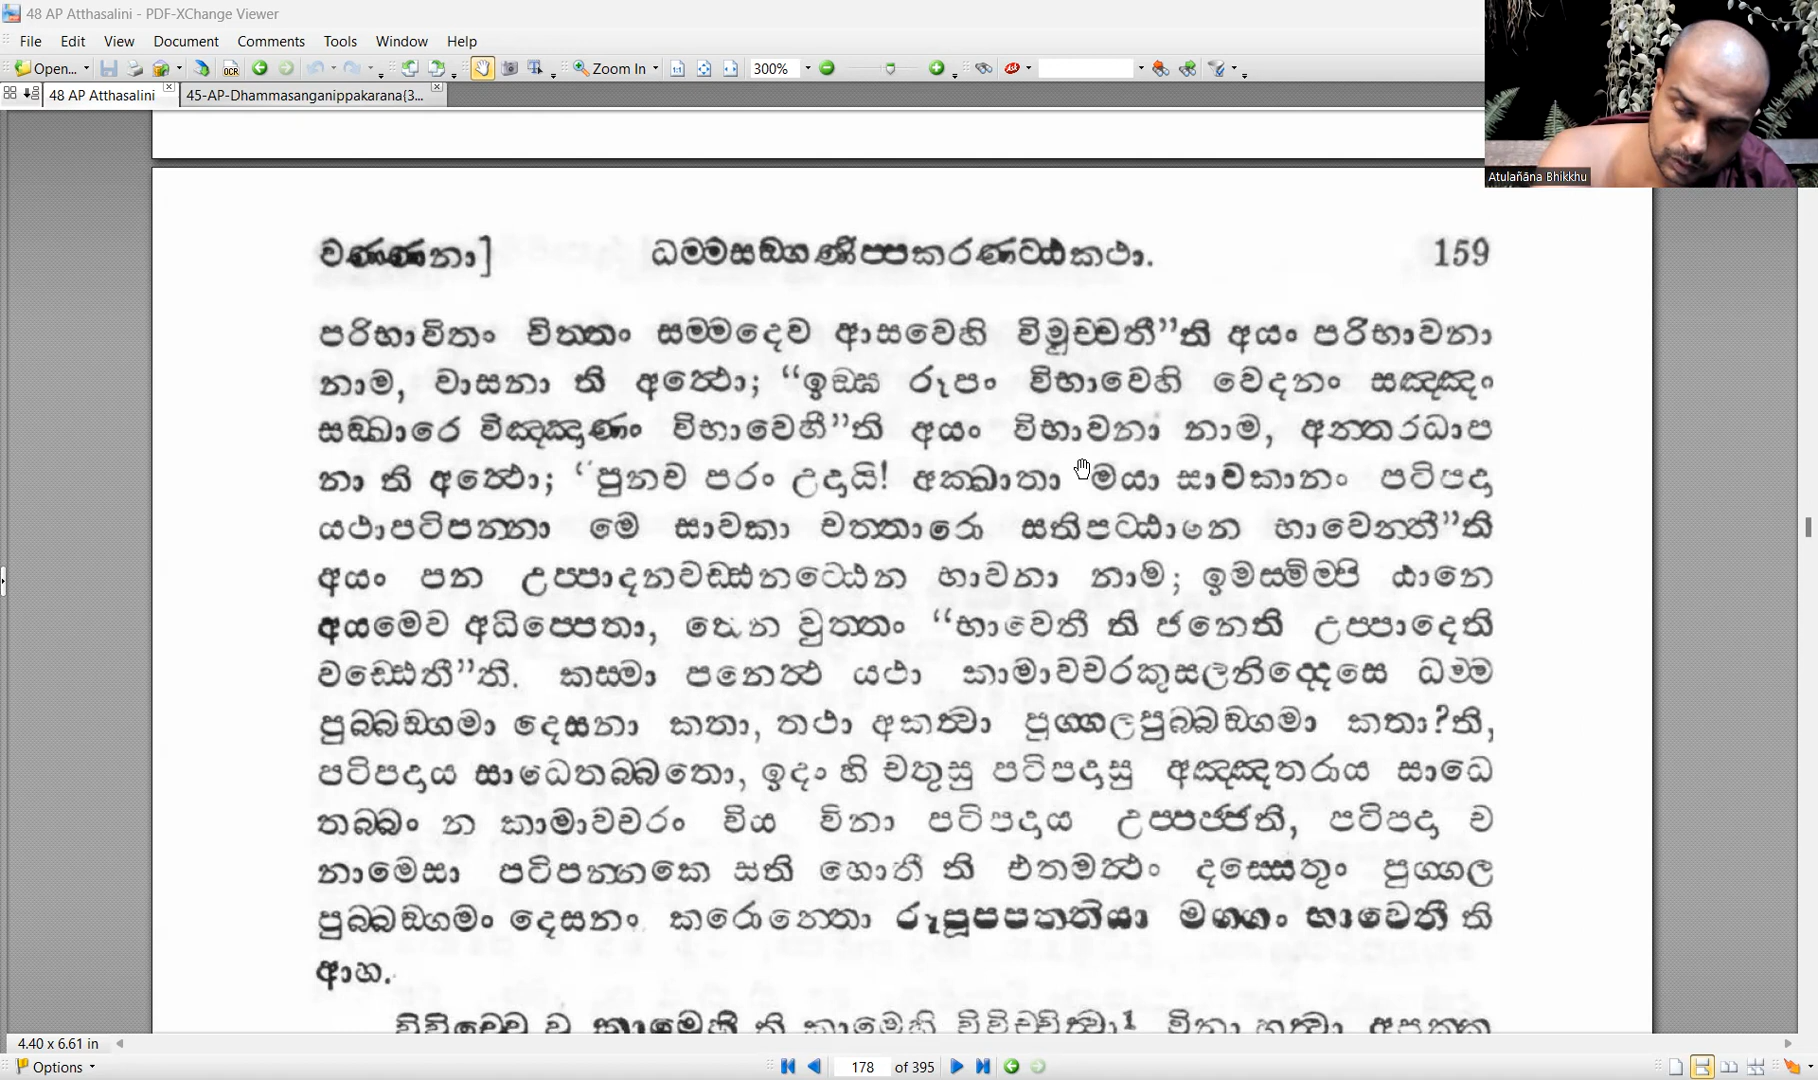 48 AP Atthasalini - PDF-XChange Viewer
File Edit View Document Comments Tools Window Help
Open... OCR Zoom In 300%
48 AP Atthasalini 45-AP-Dhammasanganippakarana{3...
Atulañāna Bhikkhu
වණ්ණනා] ධම්මසඞ්ගණිප්පකරණට්ඨකථා. 159
පරිභාවිතං චිත්තං සම්මදෙව ආසවෙහි විමුච්චතී”ති අයං පරිභාවනා
නාම, වාසනා ති අත්ථො; “ඉඞ්ඝ රූපං විභාවෙහි වෙදනං සඤ්ඤං
සඞ්ඛාරෙ විඤ්ඤාණං විභාවෙහී”ති අයං විභාවනා නාම, අන්තරධාප
නා ති අත්ථො; “පුනච පරං උදායි! අක්ඛාතා මයා සාවකානං පටිපදා
යථාපටිපන්නා මෙ සාවකා චත්තාරො සතිපට්ඨානෙ භාවෙන්තී”ති
අයං පන උප්පාදනවඩ්ඪනට්ඨෙන භාවනා නාම; ඉමස්මිම්පි ඨානෙ
අයමෙව අධිප්පෙතා, තෙන වුත්තං “භාවෙතී ති ජනෙති උප්පාදෙති
වඩ්ඪෙතී”ති. කස්මා පනෙත්ථ යථා කාමාවචරකුසලනිද්දෙසෙ ධම්ම
පුබ්බඞ්ගමා දෙසනා කතා, තථා අකත්වා පුග්ගලපුබ්බඞ්ගමා කතා?ති,
පටිපදාය සාධෙතබ්බතො, ඉදං හි චතුසු පටිපදාසු අඤ්ඤතරාය සාධෙ
තබ්බං න කාමාවචරං විය විනා පටිපදාය උප්පජ්ජති, පටිපදා ච
නාමෙසා පටිපන්නකෙ සති හොතී ති එතමත්ථං දස්සෙතුං පුග්ගල
පුබ්බඞ්ගමං දෙසනං කරොන්තො රූපූපපත්තියා මග්ගං භාවෙතී ති
ආහ.
විවිච්චෙව ච කාමෙහී ති කාමෙහි විවිච්චිත්වා1 විනා හුත්වා අපක්ක
4.40 x 6.61 in
Options 178 of 395